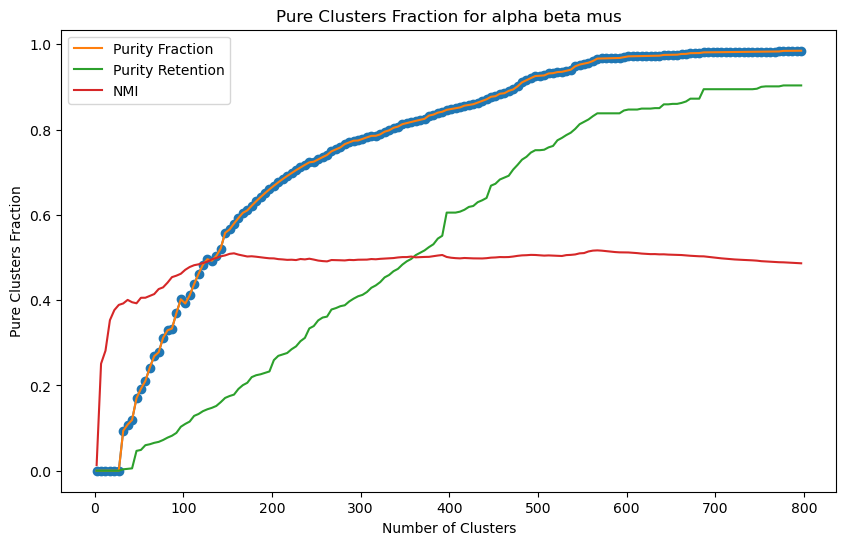 Pure Clusters Fraction for alpha beta mus
Purity Fraction
Purity Retention
NMI
Pure Clusters Fraction
1.0
0.8
0.6
0.4
0.2
0.0
0 100 200 300 400 500 600 700 800
Number of Clusters